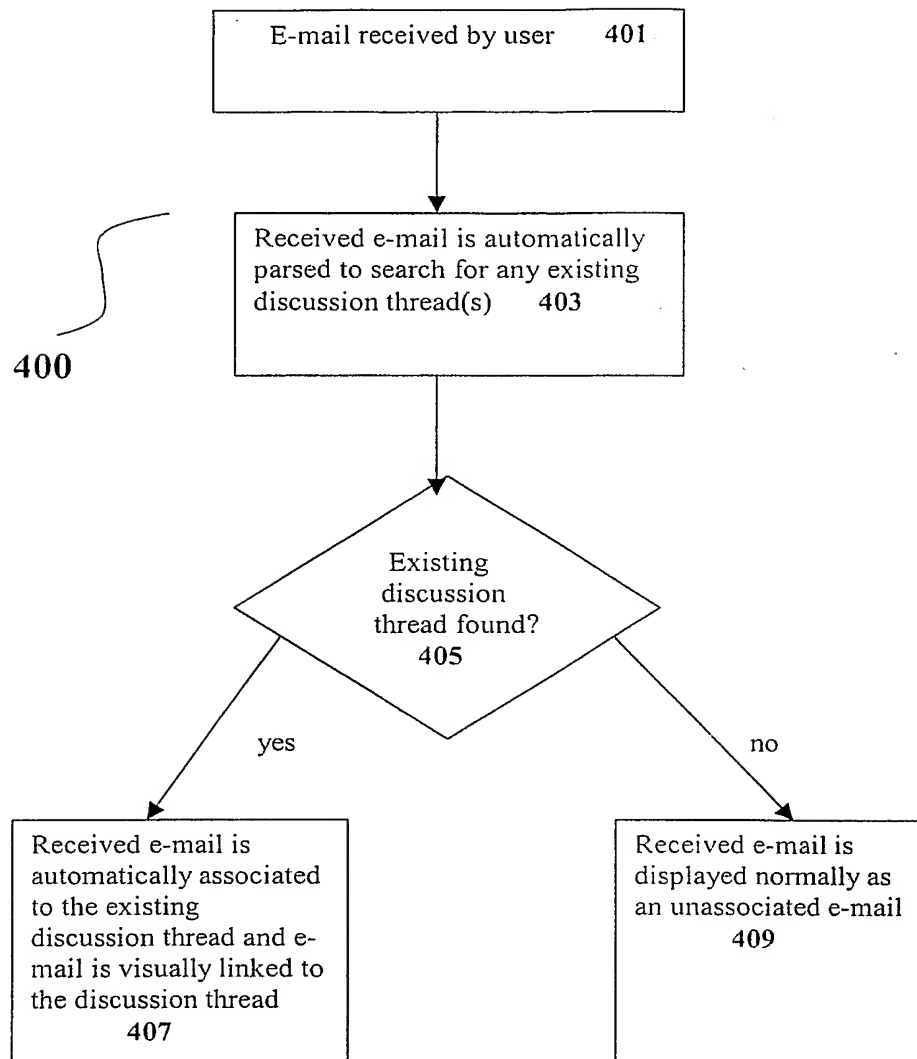 E-mail received by user 401
Received e-mail is automatically
parsed to search for any existing
discussion thread(s) 403
400
Existing
discussion
thread found?
405
yes
no
Received e-mail is
automatically associated
to the existing
discussion thread and e-
mail is visually linked to
the discussion thread
407
Received e-mail is
displayed normally as
an unassociated e-mail
409